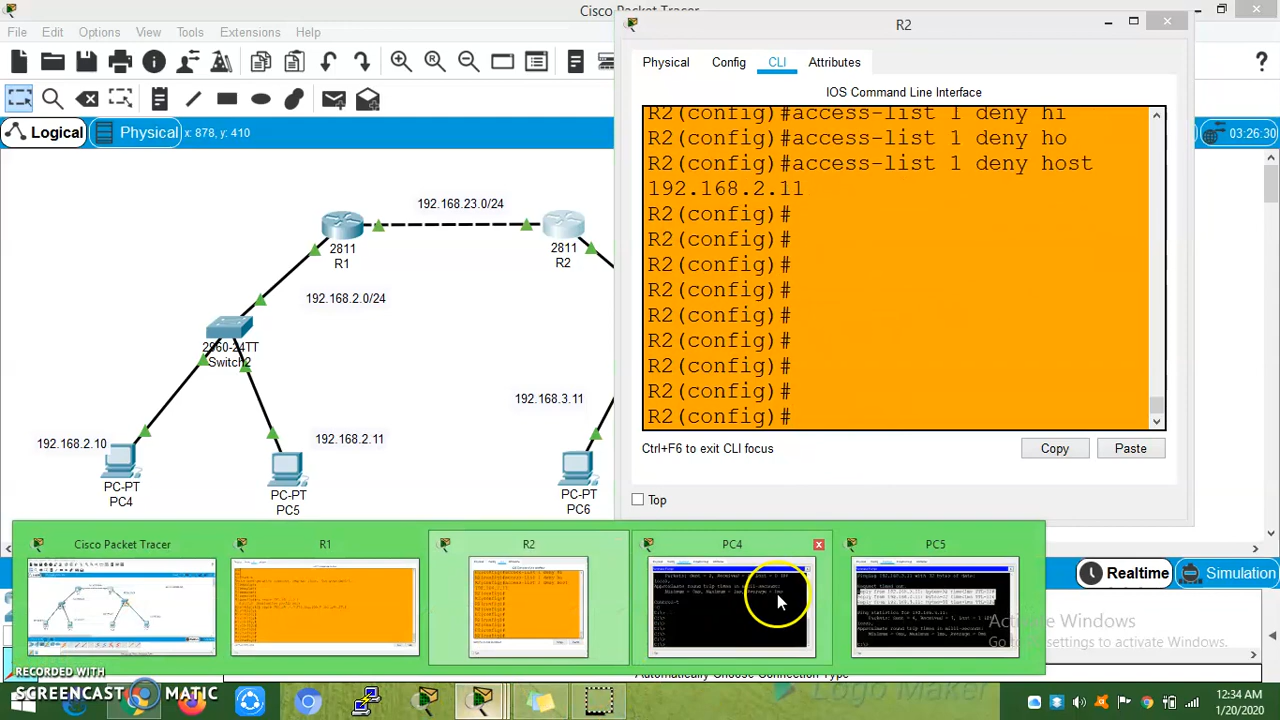 Cisco Packet Tracer
R2
File Edit Options View Tools Extensions Help
Physical Config CLI Attributes
IOS Command Line Interface
Logical Physical x: 878, y: 410
03:26:30
R2(config)#access-list 1 deny hi
R2(config)#access-list 1 deny ho
R2(config)#access-list 1 deny host
192.168.2.11
R2(config)#
R2(config)#
R2(config)#
R2(config)#
R2(config)#
R2(config)#
R2(config)#
R2(config)#
R2(config)#
Ctrl+F6 to exit CLI focus
Copy
Paste
Top
192.168.23.0/24
2811
R1
2811
R2
192.168.2.0/24
2960-24TT
Switch2
192.168.3.11
192.168.2.10
192.168.2.11
PC-PT
PC4
PC-PT
PC5
PC-PT
PC6
Cisco Packet Tracer
R1
R2
PC4
PC5
Realtime
Simulation
Activate Windows
Go to settings to activate Windows.
Automatically Choose Connection Type
RECORDED WITH
SCREENCAST MATIC
Logo Maker
12:34 AM
1/20/2020